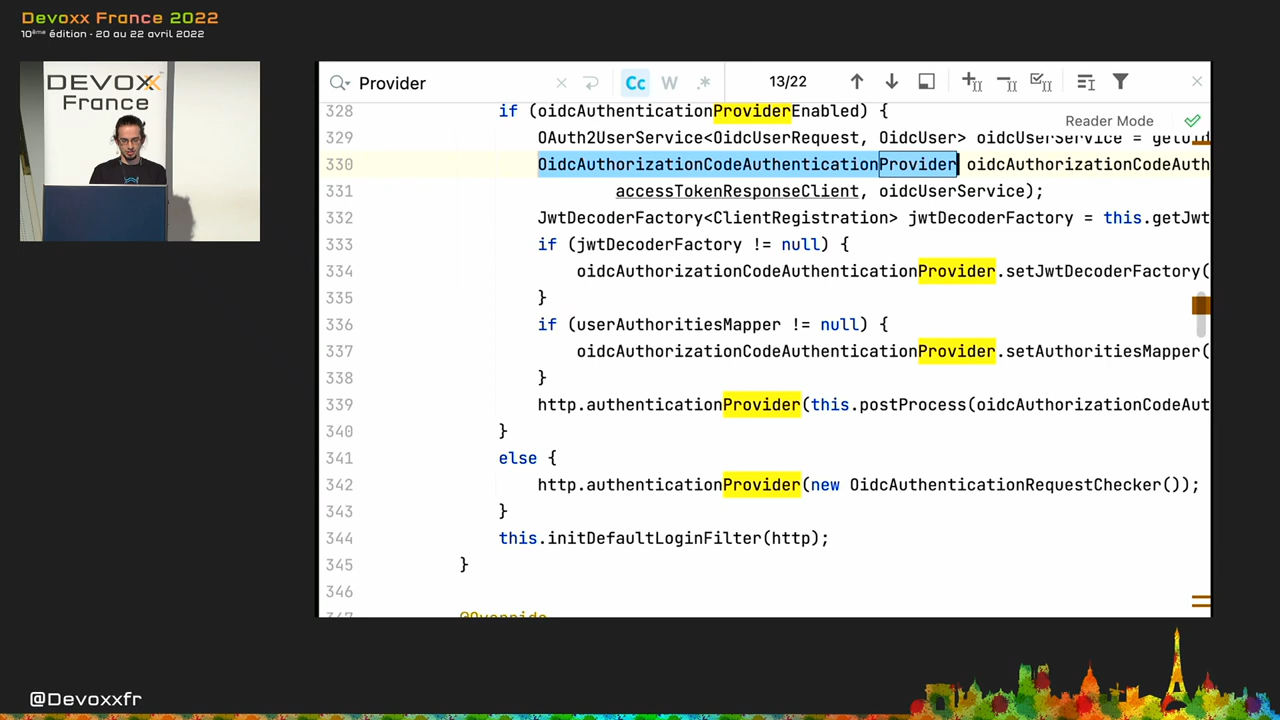 Devoxx France 2022
10ème édition - 20 au 22 avril 2022
DEVOXX
France
Provider
Cc W .*
13/22
Reader Mode
328 if (oidcAuthenticationProviderEnabled) {
329 OAuth2UserService<OidcUserRequest, OidcUser> oidcUserService = getOid
330 OidcAuthorizationCodeAuthenticationProvider oidcAuthorizationCodeAuth
331 accessTokenResponseClient, oidcUserService);
332 JwtDecoderFactory<ClientRegistration> jwtDecoderFactory = this.getJwt
333 if (jwtDecoderFactory != null) {
334 oidcAuthorizationCodeAuthenticationProvider.setJwtDecoderFactory(
335 }
336 if (userAuthoritiesMapper != null) {
337 oidcAuthorizationCodeAuthenticationProvider.setAuthoritiesMapper(
338 }
339 http.authenticationProvider(this.postProcess(oidcAuthorizationCodeAut
340 }
341 else {
342 http.authenticationProvider(new OidcAuthenticationRequestChecker());
343 }
344 this.initDefaultLoginFilter(http);
345 }
346
347 @Override
@Devoxxfr